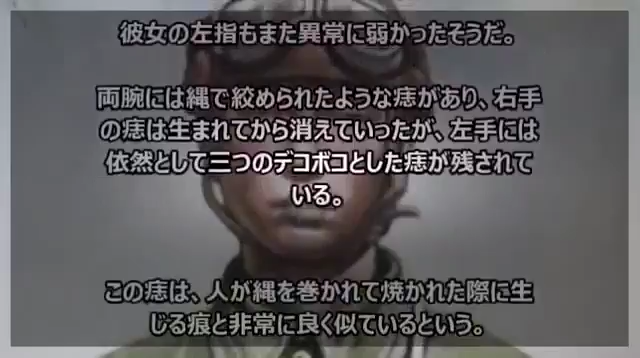 彼女の左指もまた異常に弱かったそうだ。
両腕には縄で絞められたような痣があり、右手
の痣は生まれてから消えていったが、左手には
依然として三つのデコボコとした痣が残されて
いる。
この痣は、人が縄を巻かれて焼かれた際に生
じる痕と非常に良く似ているという。